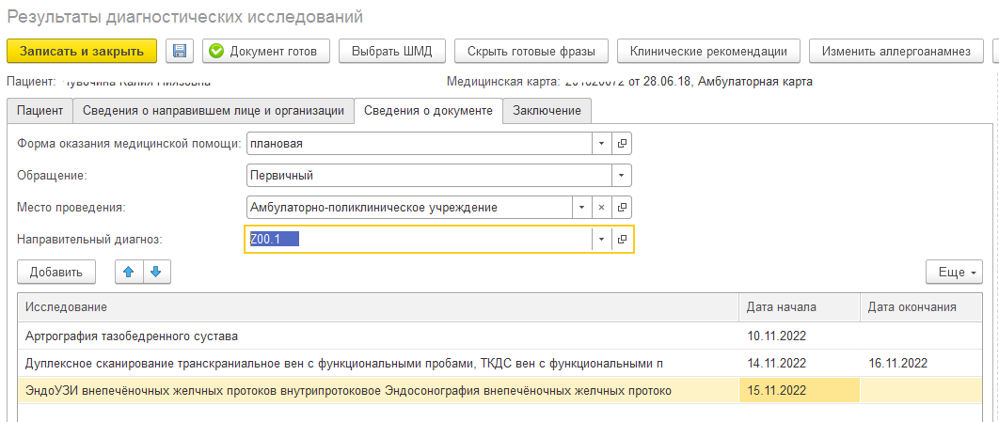 Результаты диагностических исследований
Записать и закрыть Документ готов Выбрать ШМД Скрыть готовые фразы Клинические рекомендации Изменить аллергоанамнез
Пациент: Медицинская карта: от 28.06.18, Амбулаторная карта
Пациент Сведения о направившем лице и организации Сведения о документе Заключение
Форма оказания медицинской помощи: плановая
Обращение: Первичный
Место проведения: Амбулаторно-поликлиническое учреждение
Направительный диагноз: Z00.1
Добавить Еще
Исследование Дата начала Дата окончания
Артрография тазобедренного сустава 10.11.2022
Дуплексное сканирование транскраниальное вен с функциональными пробами, ТКДС вен с функциональными п 14.11.2022 16.11.2022
ЭндоУЗИ внепечёночных желчных протоков внутрипротоковое Эндосонография внепечёночных желчных протоко 15.11.2022